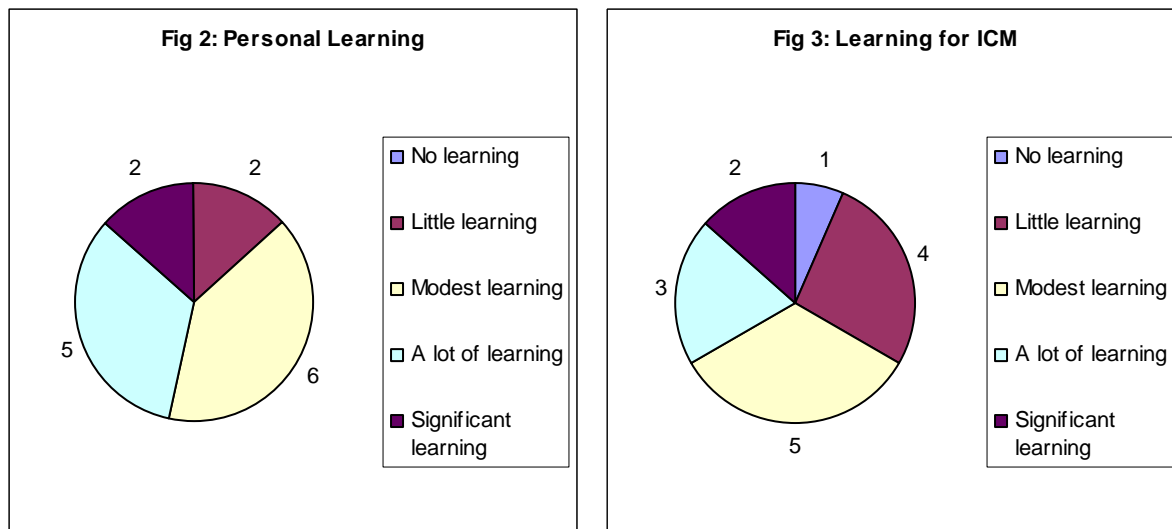 Fig 2: Personal Learning
2
2
5
6
No learning
Little learning
Modest learning
A lot of learning
Significant
learning
Fig 3: Learning for ICM
2
1
3
4
5
No learning
Little learning
Modest learning
A lot of learning
Significant
learning